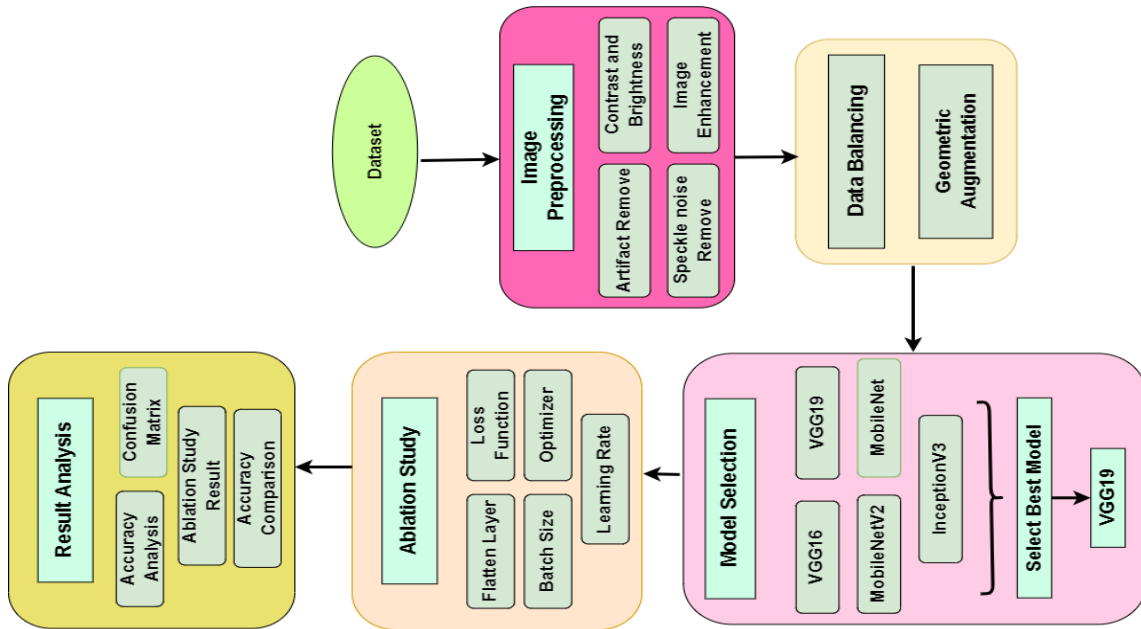 Dataset
Image
Preprocessing
Artifact Remove
Contrast and
Brightness
Speckle noise
Remove
Image
Enhancement
Data Balancing
Geometric
Augmentation
Model Selection
VGG16
VGG19
MobileNetV2
MobileNet
InceptionV3
Select Best Model
VGG19
Ablation Study
Flatten Layer
Loss
Function
Batch Size
Optimizer
Learning Rate
Result Analysis
Accuracy
Analysis
Confusion
Matrix
Ablation Study
Result
Accuracy
Comparison